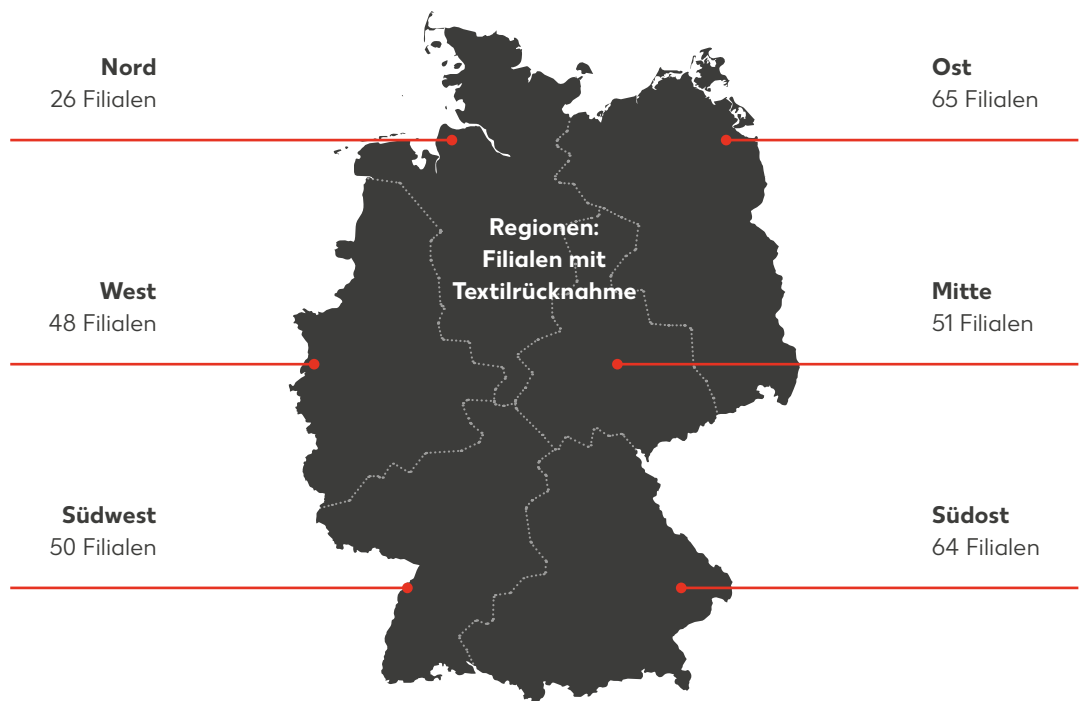 Nord
26 Filialen
Ost
65 Filialen
Regionen:
Filialen mit
Textilrücknahme
West
48 Filialen
Mitte
51 Filialen
Südwest
50 Filialen
Südost
64 Filialen